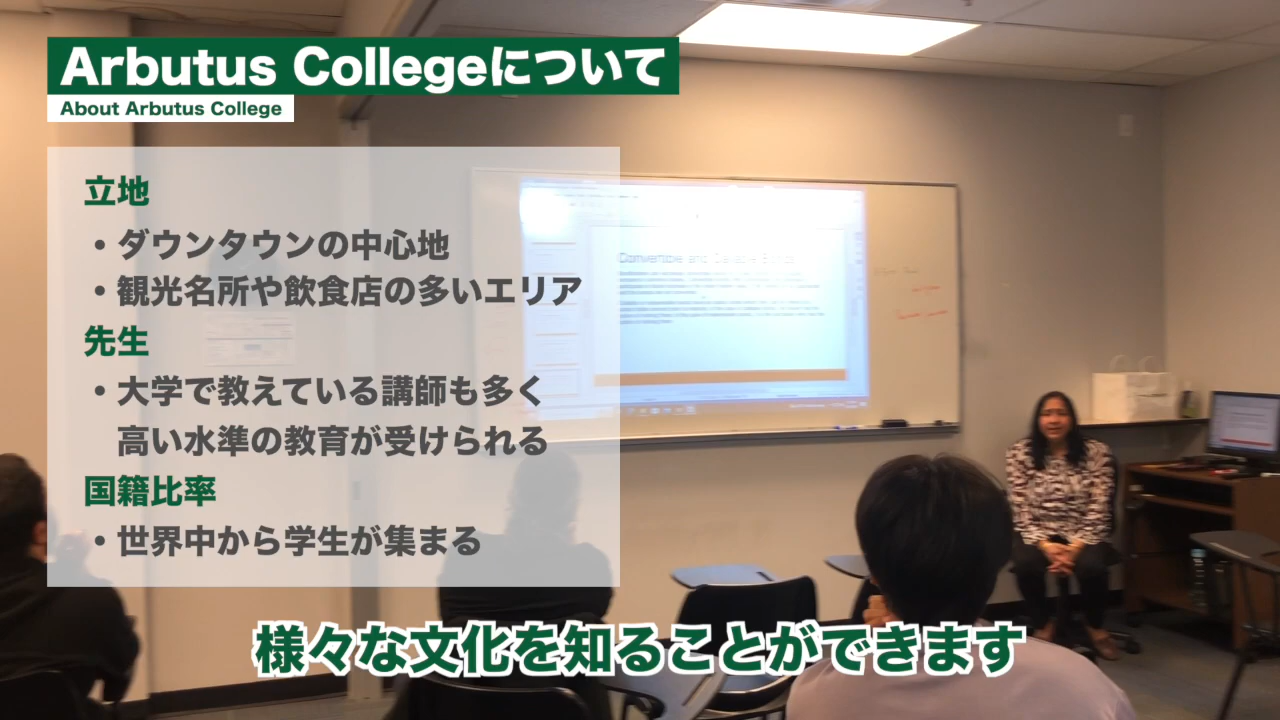 Arbutus Collegeについて
About Arbutus College
立地
・ダウンタウンの中心地
・観光名所や飲食店の多いエリア
先生
・大学で教えている講師も多く
高い水準の教育が受けられる
国籍比率
・世界中から学生が集まる
様々な文化を知ることができます